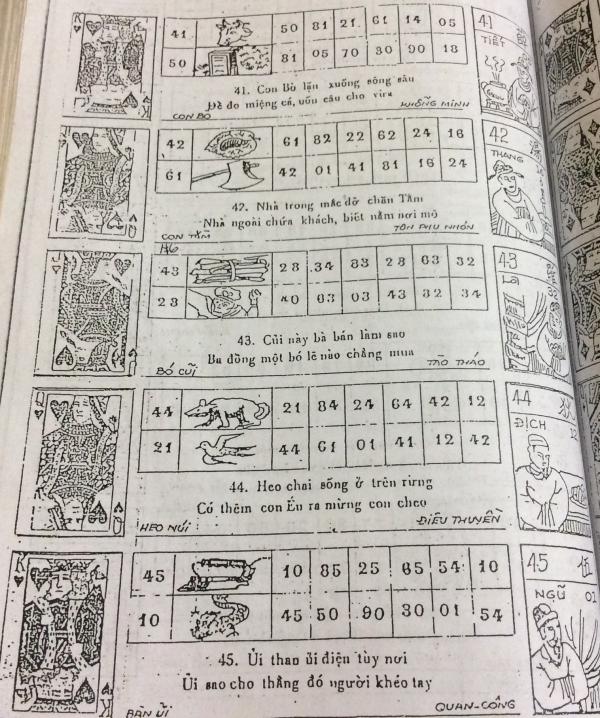 K
41 50 81 21 61 14 05
50 81 05 70 30 90 18
41. Con Bò lặn xuống sông sâu
Đề đo miệng cá, uốn câu cho vừa
CON BÒ
KHỔNG MINH
41
TIẾT
42 61 82 22 62 24 16
61 42 01 41 81 16 24
42. Nhà trong mắc dở chăn Tằm
Nhà ngoài chứa khách, biết nằm nơi mô
CON TẰM
TÔN PHU NHÂN
42
THANG
J
43 23 34 83 23 63 32
23 40 63 03 43 32 34
43. Củi này bà bán làm sao
Ba đồng một bó lẽ nào chẳng mua
BÓ CỦI
TÀO THÁO
43
LÔI
Q
44 21 84 24 64 42 12
21 44 61 01 41 12 42
44. Heo chai sống ở trên rừng
Có thêm con Én ra mừng con cheo
HEO NÚI
ĐIÊU THUYỀN
44
ĐỊCH
K
45 10 85 25 65 54 10
10 45 50 90 30 01 54
45. Ủi than ủi điện tùy nơi
Ủi sao cho thẳng đó người khéo tay
BÀN ỦI
QUAN-CÔNG
45 伍
NGŨ 01